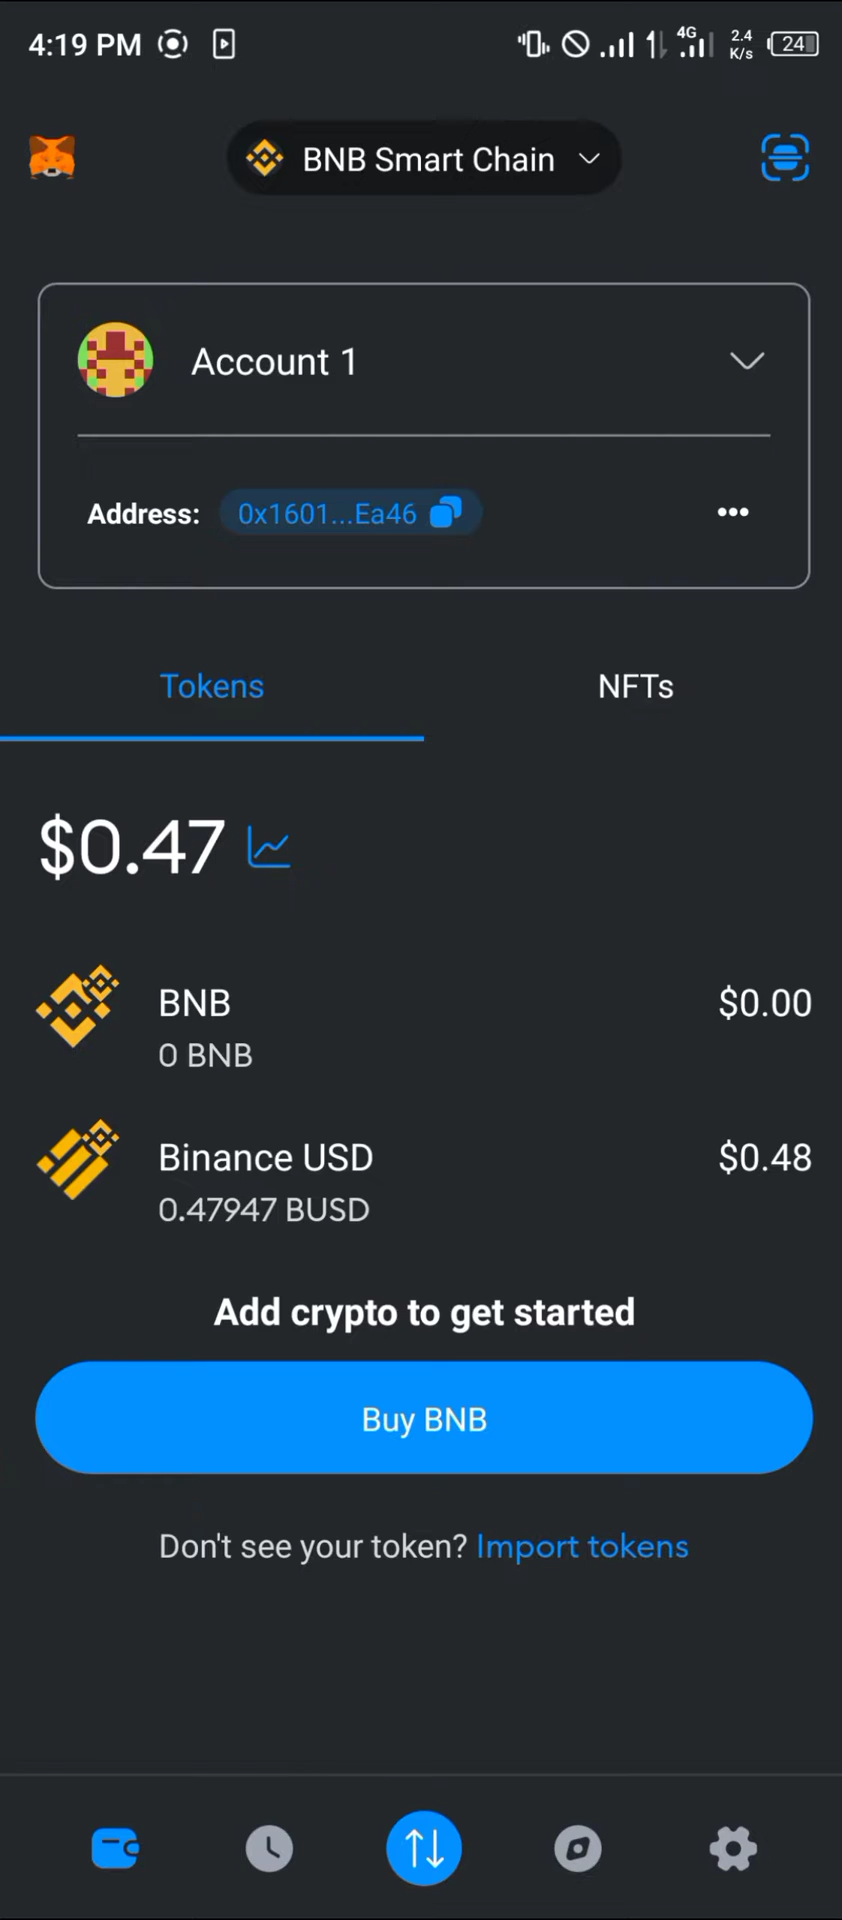 4:19 PM 4G 2.4 K/s 24
BNB Smart Chain
Account 1
Address: 0x1601...Ea46
Tokens NFTs
$0.47
BNB $0.00
0 BNB
Binance USD $0.48
0.47947 BUSD
Add crypto to get started
Buy BNB
Don't see your token? Import tokens